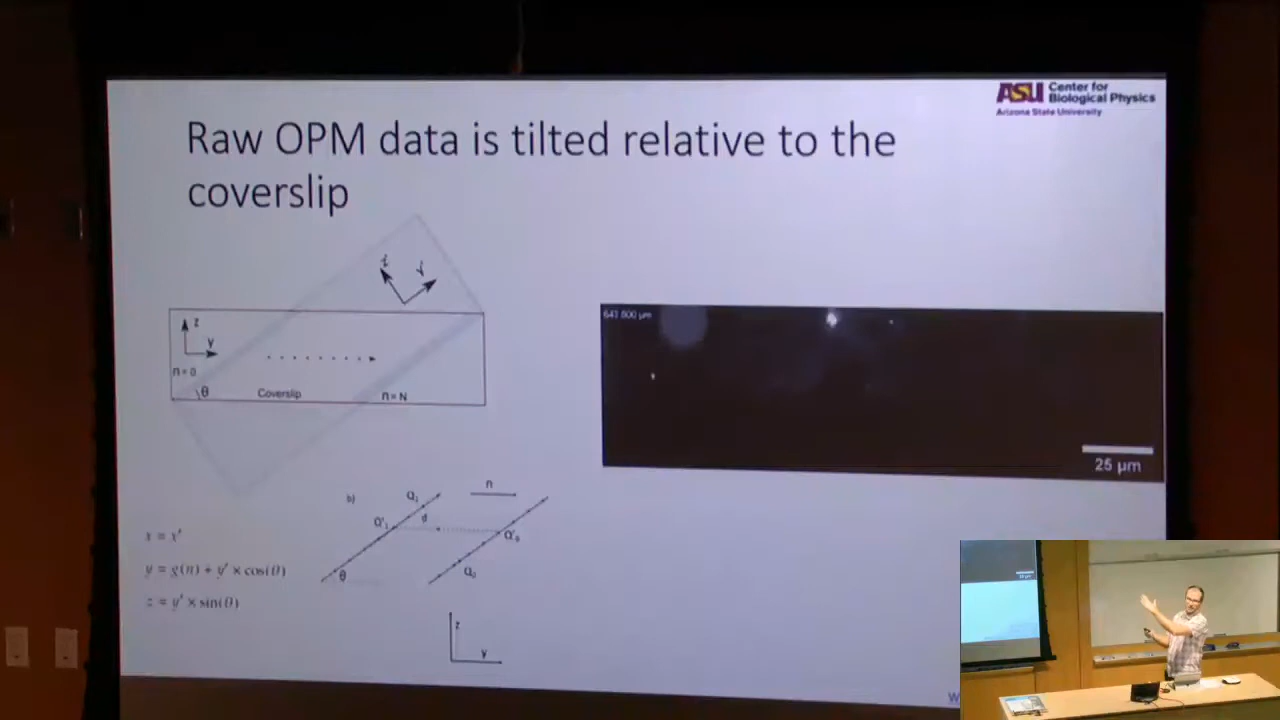 ASU Center for
Biological Physics
Arizona State University
Raw OPM data is tilted relative to the
coverslip
z
y
n=0
θ
Coverslip
n=N
641.800 µm
25 µm
b)
n
d
θ
x = x′
y = g(n) + y′ × cos(θ)
z = y′ × sin(θ)
z
y